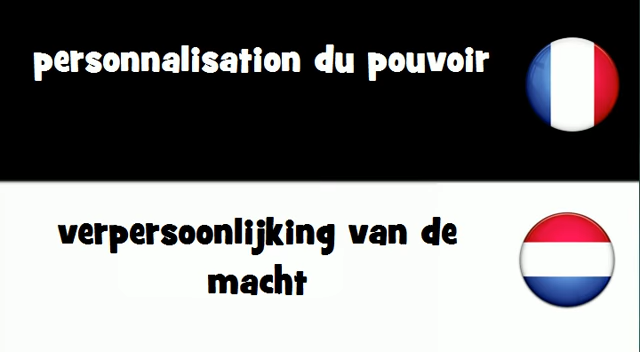 personnalisation du pouvoir
verpersoonlijking van de
macht